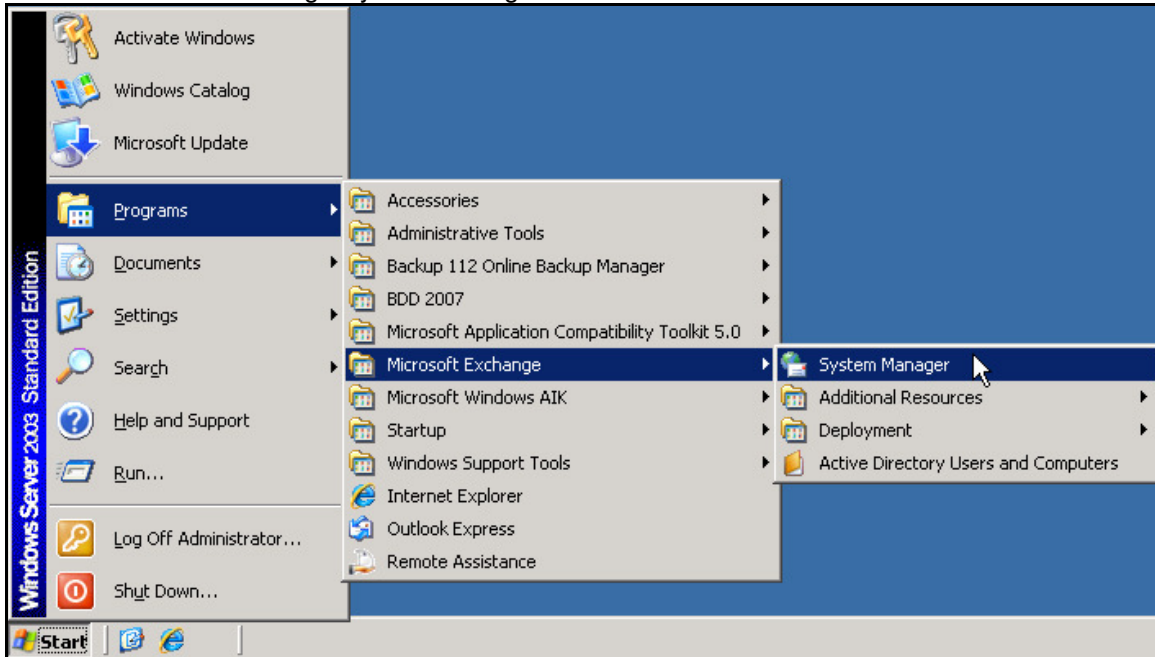 Activate Windows
Windows Catalog
Microsoft Update
Programs
Documents
Settings
Search
Help and Support
Run...
Log Off Administrator...
Shut Down...
Windows Server 2003 Standard Edition
Accessories
Administrative Tools
Backup 112 Online Backup Manager
BDD 2007
Microsoft Application Compatibility Toolkit 5.0
Microsoft Exchange
Microsoft Windows AIK
Startup
Windows Support Tools
Internet Explorer
Outlook Express
Remote Assistance
System Manager
Additional Resources
Deployment
Active Directory Users and Computers
Start